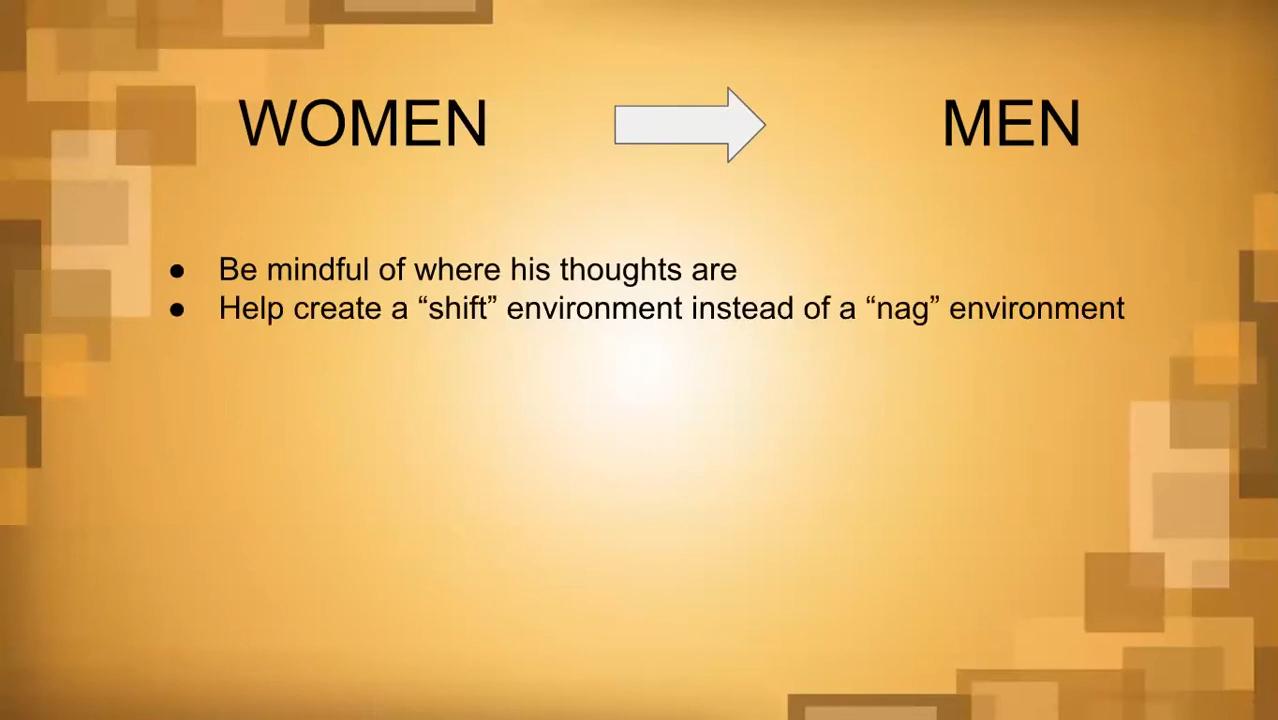 WOMEN MEN
● Be mindful of where his thoughts are
● Help create a “shift” environment instead of a “nag” environment